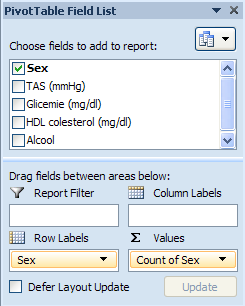 PivotTable Field List
Choose fields to add to report:
Sex
TAS (mmHg)
Glicemie (mg/dl)
HDL colesterol (mg/dl)
Alcool
Drag fields between areas below:
Report Filter
Column Labels
Row Labels
Σ Values
Sex
Count of Sex
Defer Layout Update
Update